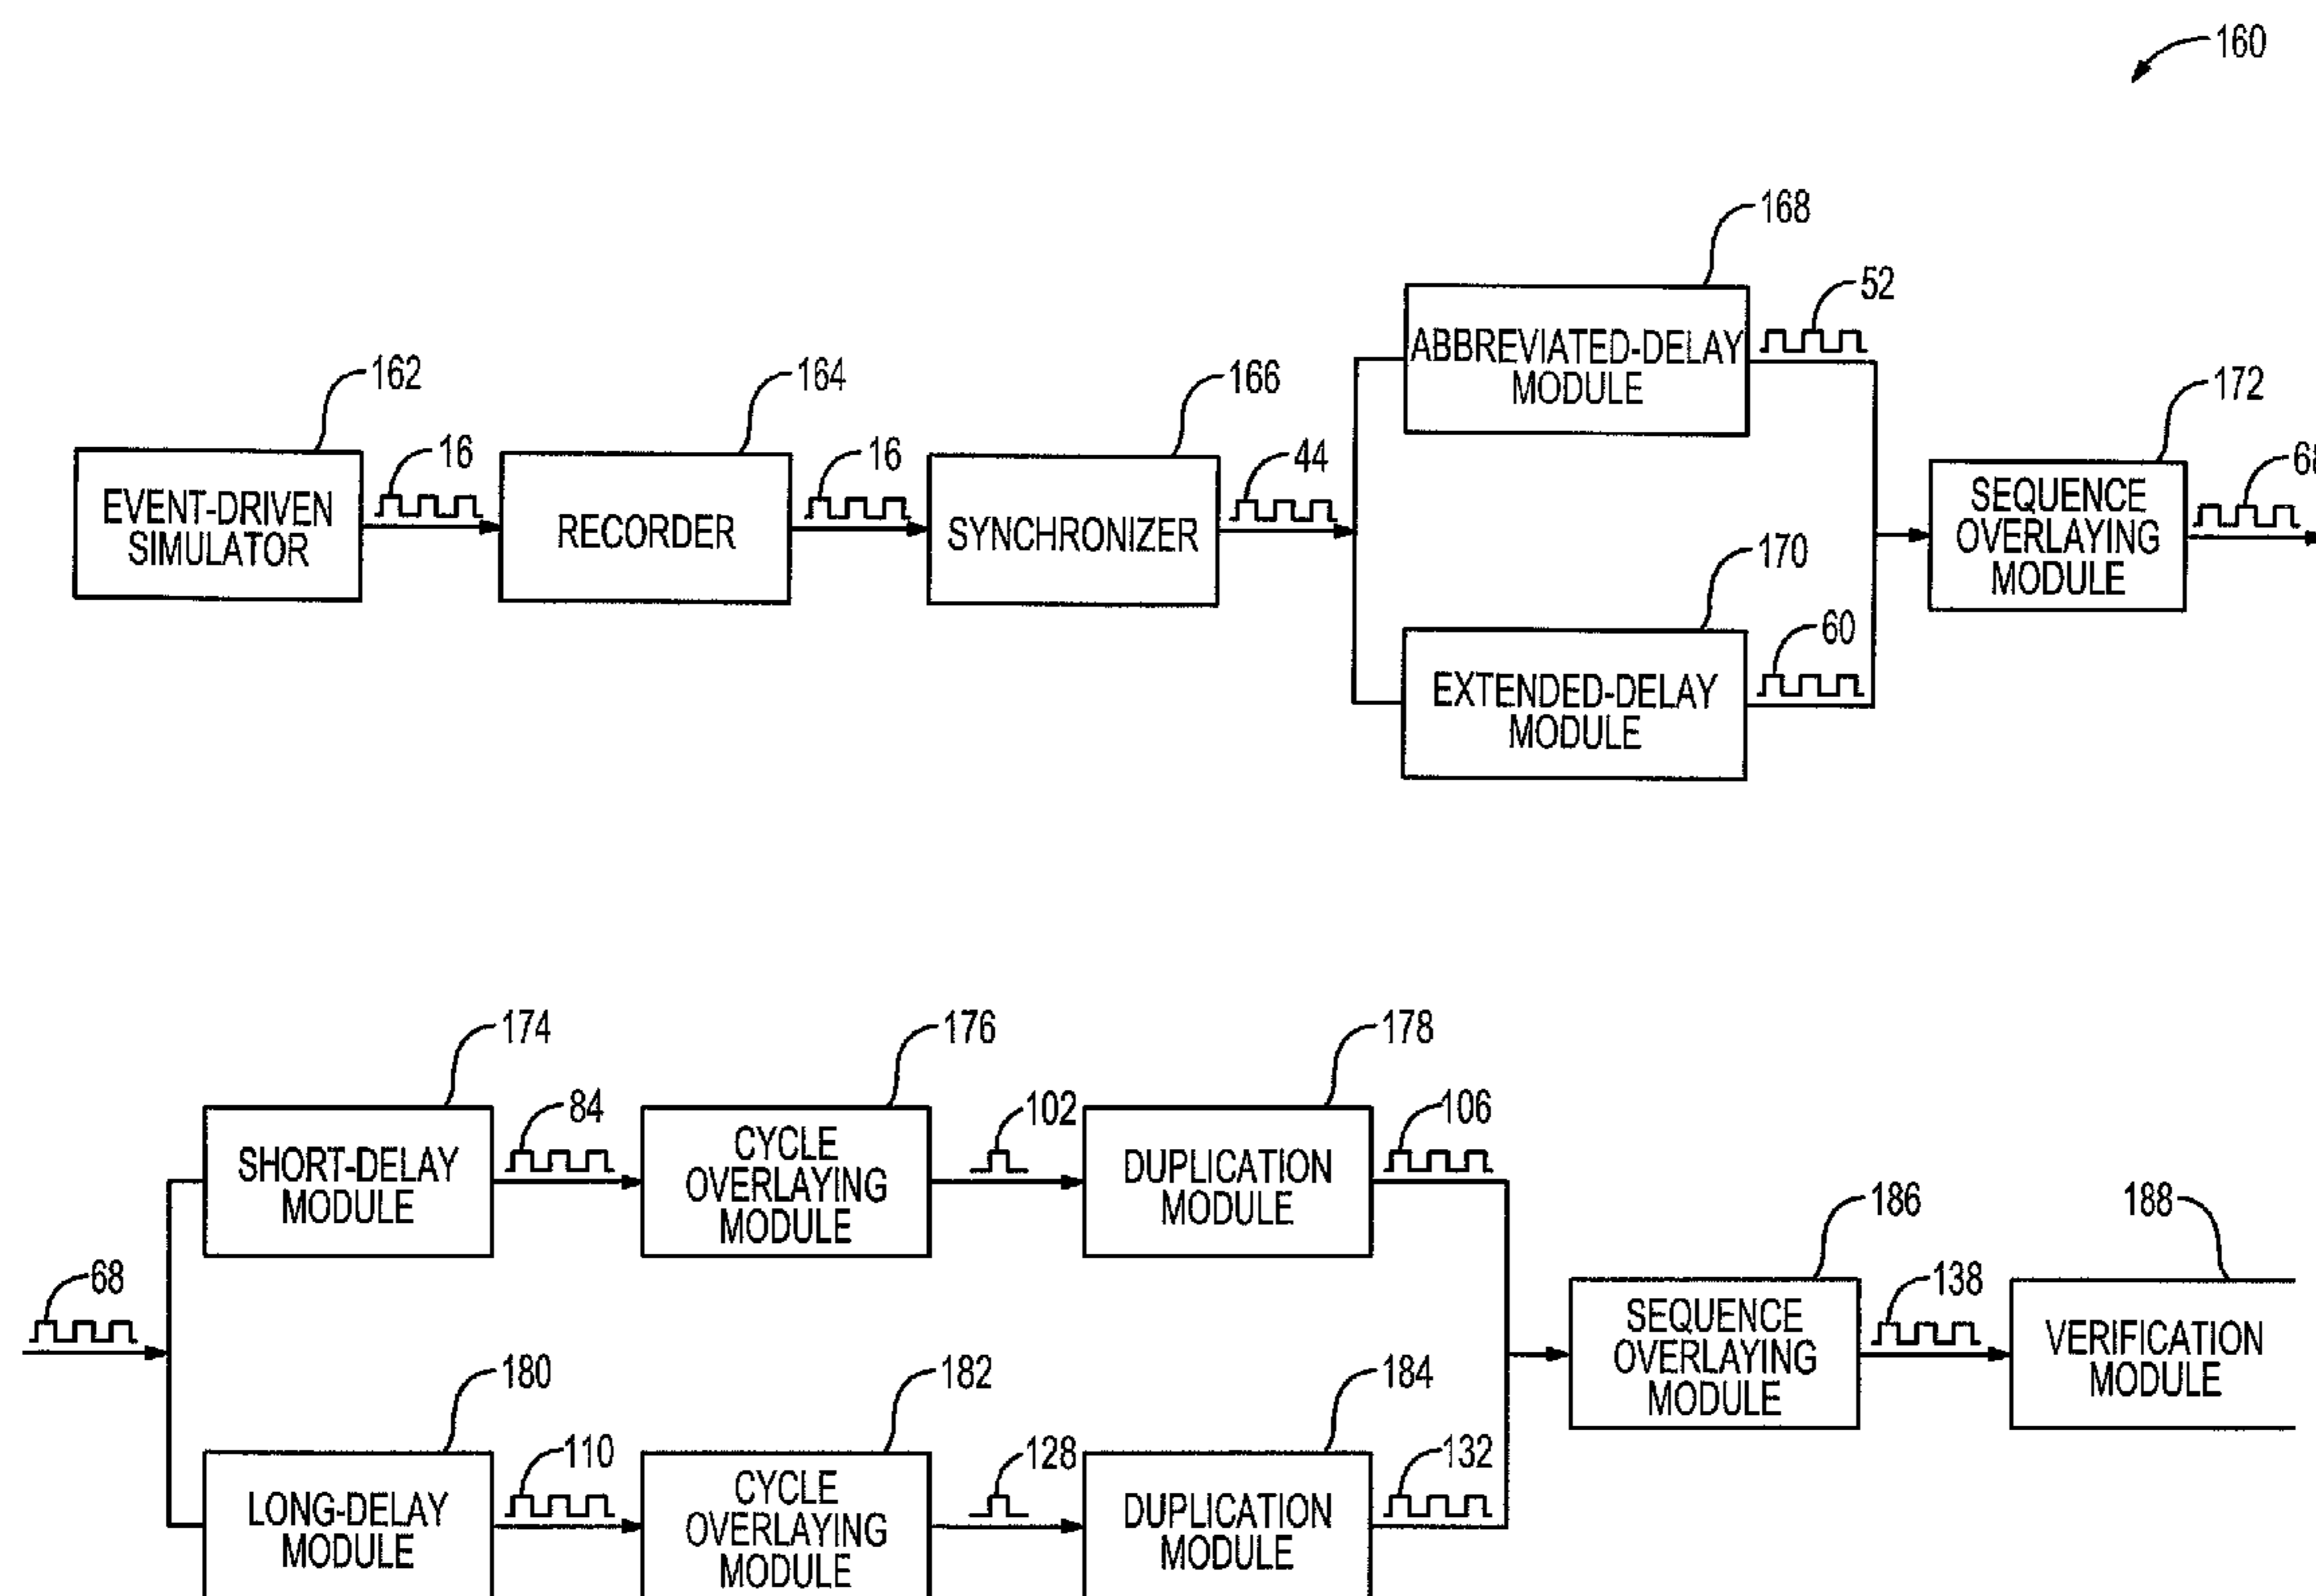 160
168
52
ABBREVIATED-DELAY
MODULE
162
164
166
172
16
16
44
68
EVENT-DRIVEN
SIMULATOR
RECORDER
SYNCHRONIZER
SEQUENCE
OVERLAYING
MODULE
170
60
EXTENDED-DELAY
MODULE
174
176
178
84
102
106
SHORT-DELAY
MODULE
CYCLE
OVERLAYING
MODULE
DUPLICATION
MODULE
186
188
68
138
SEQUENCE
OVERLAYING
MODULE
VERIFICATION
MODULE
180
182
184
110
128
132
LONG-DELAY
MODULE
CYCLE
OVERLAYING
MODULE
DUPLICATION
MODULE